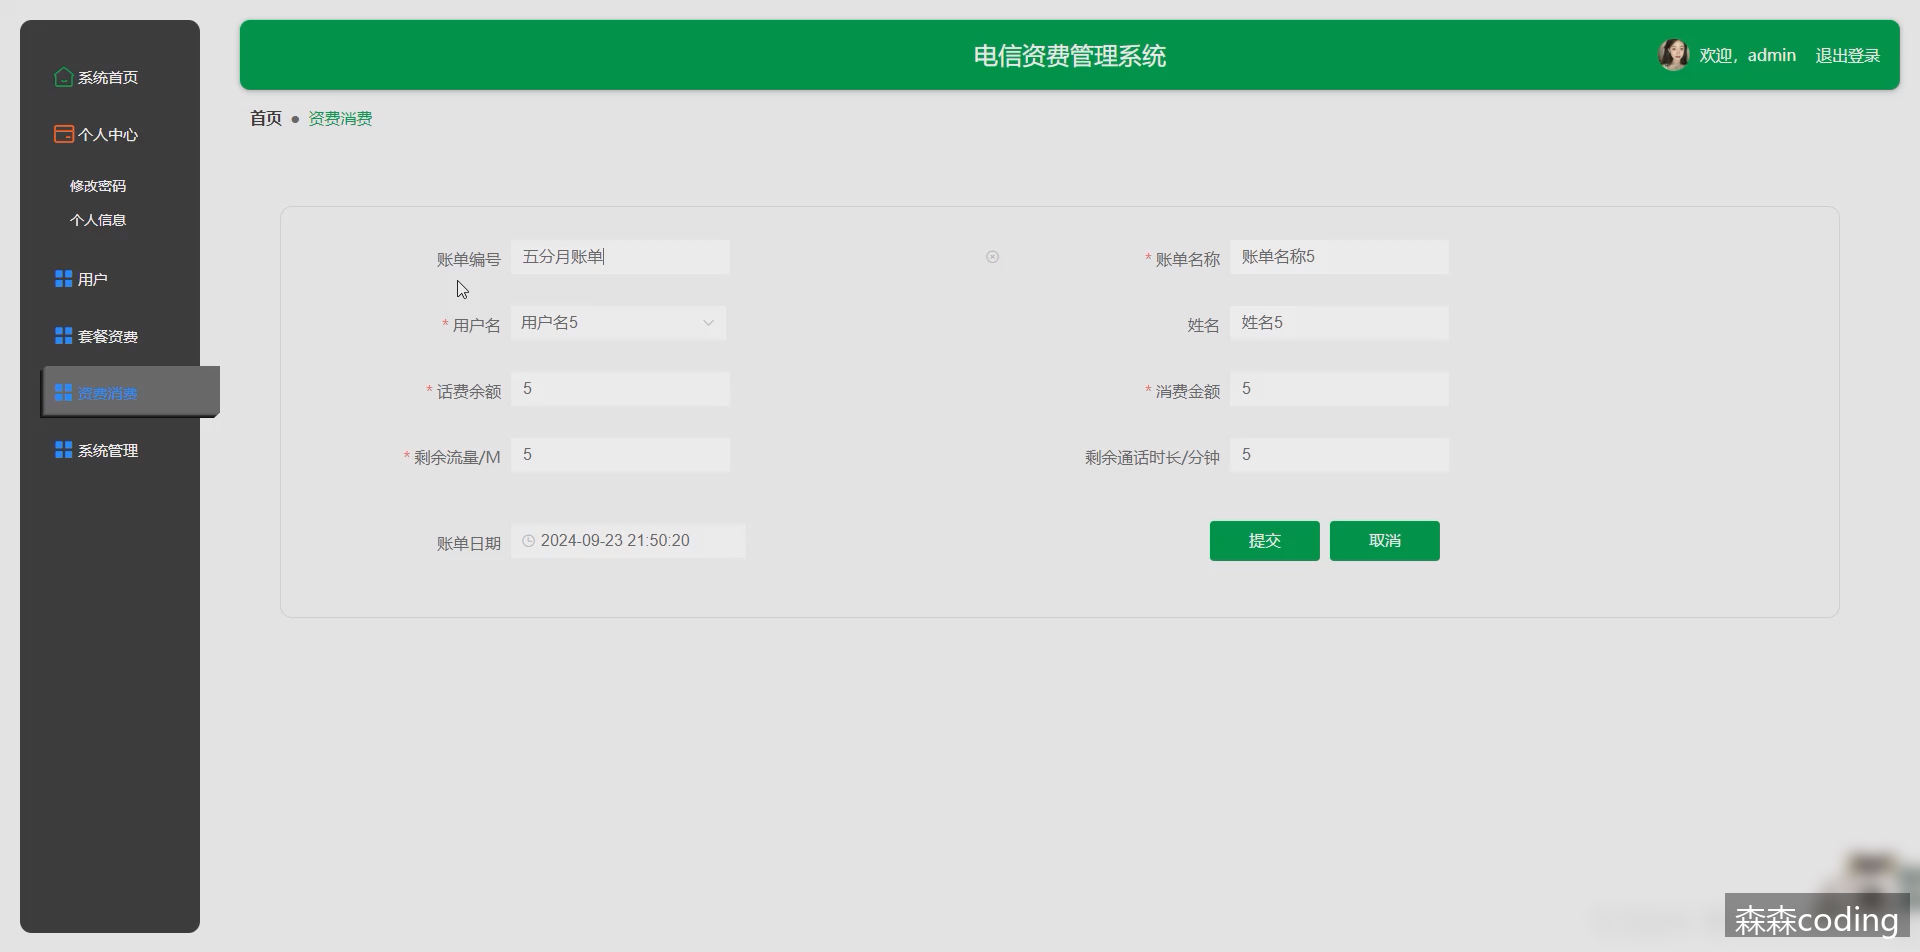 系统首页
个人中心
修改密码
个人信息
用户
套餐资费
资费消费
系统管理
电信资费管理系统
欢迎，admin 退出登录
首页 ● 资费消费
账单编号 五分月账单
* 账单名称 账单名称5
* 用户名 用户名5
姓名 姓名5
* 话费余额 5
* 消费金额 5
* 剩余流量/M 5
剩余通话时长/分钟 5
账单日期 2024-09-23 21:50:20
提交 取消
森森coding